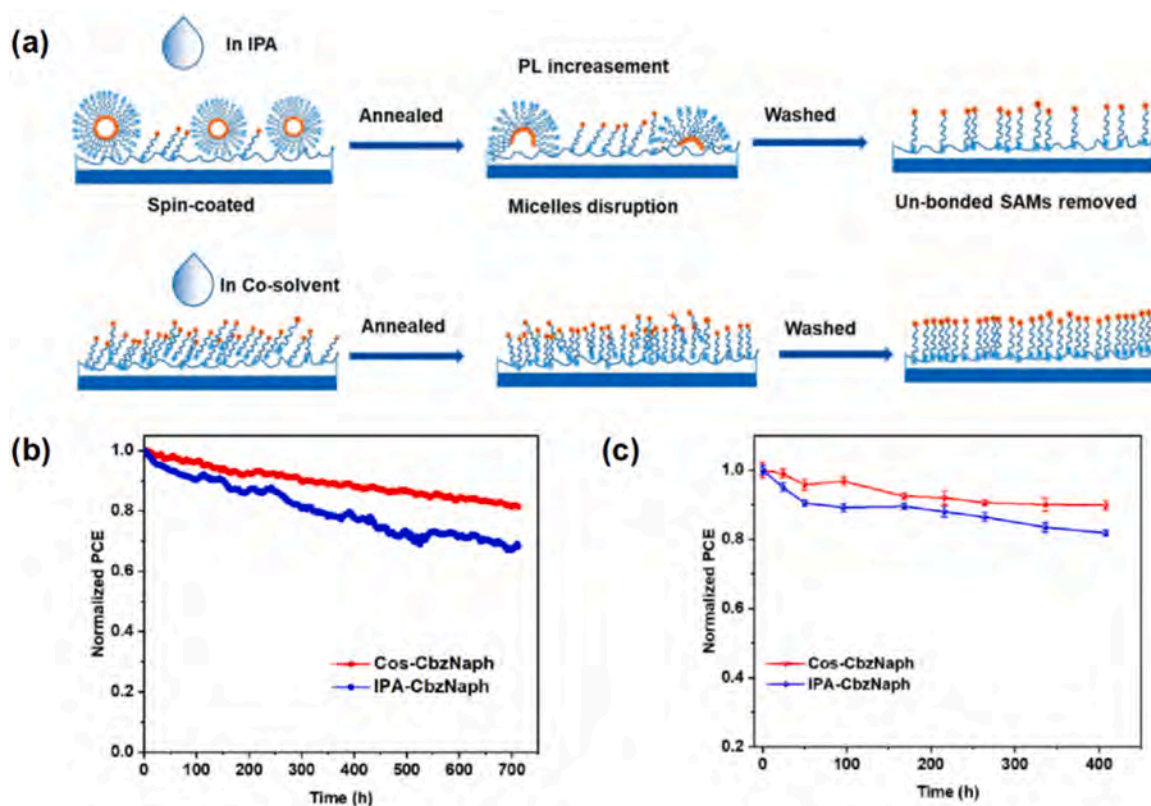 (a)
In IPA
PL increasement
Annealed
Washed
Spin-coated
Micelles disruption
Un-bonded SAMs removed
In Co-solvent
Annealed
Washed
(b)
Normalized PCE
1.0
0.8
0.6
0.4
0.2
0.0
Cos-CbzNaph
IPA-CbzNaph
0 100 200 300 400 500 600 700
Time (h)
(c)
Normalized PCE
1.0
0.8
0.6
0.4
0.2
Cos-CbzNaph
IPA-CbzNaph
0 100 200 300 400
Time (h)